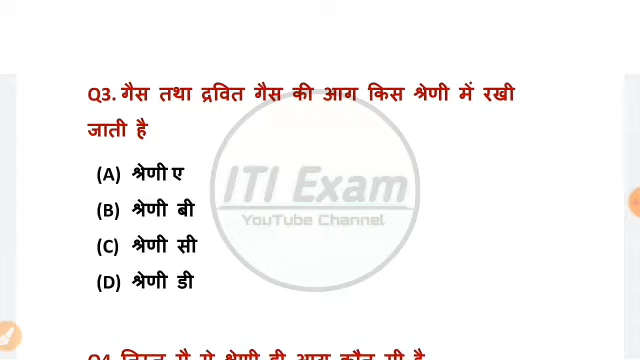 Q3. गैस तथा द्रवित गैस की आग किस श्रेणी में रखी
जाती है
(A) श्रेणी ए
(B) श्रेणी बी
(C) श्रेणी सी
(D) श्रेणी डी
ITI Exam
YouTube Channel